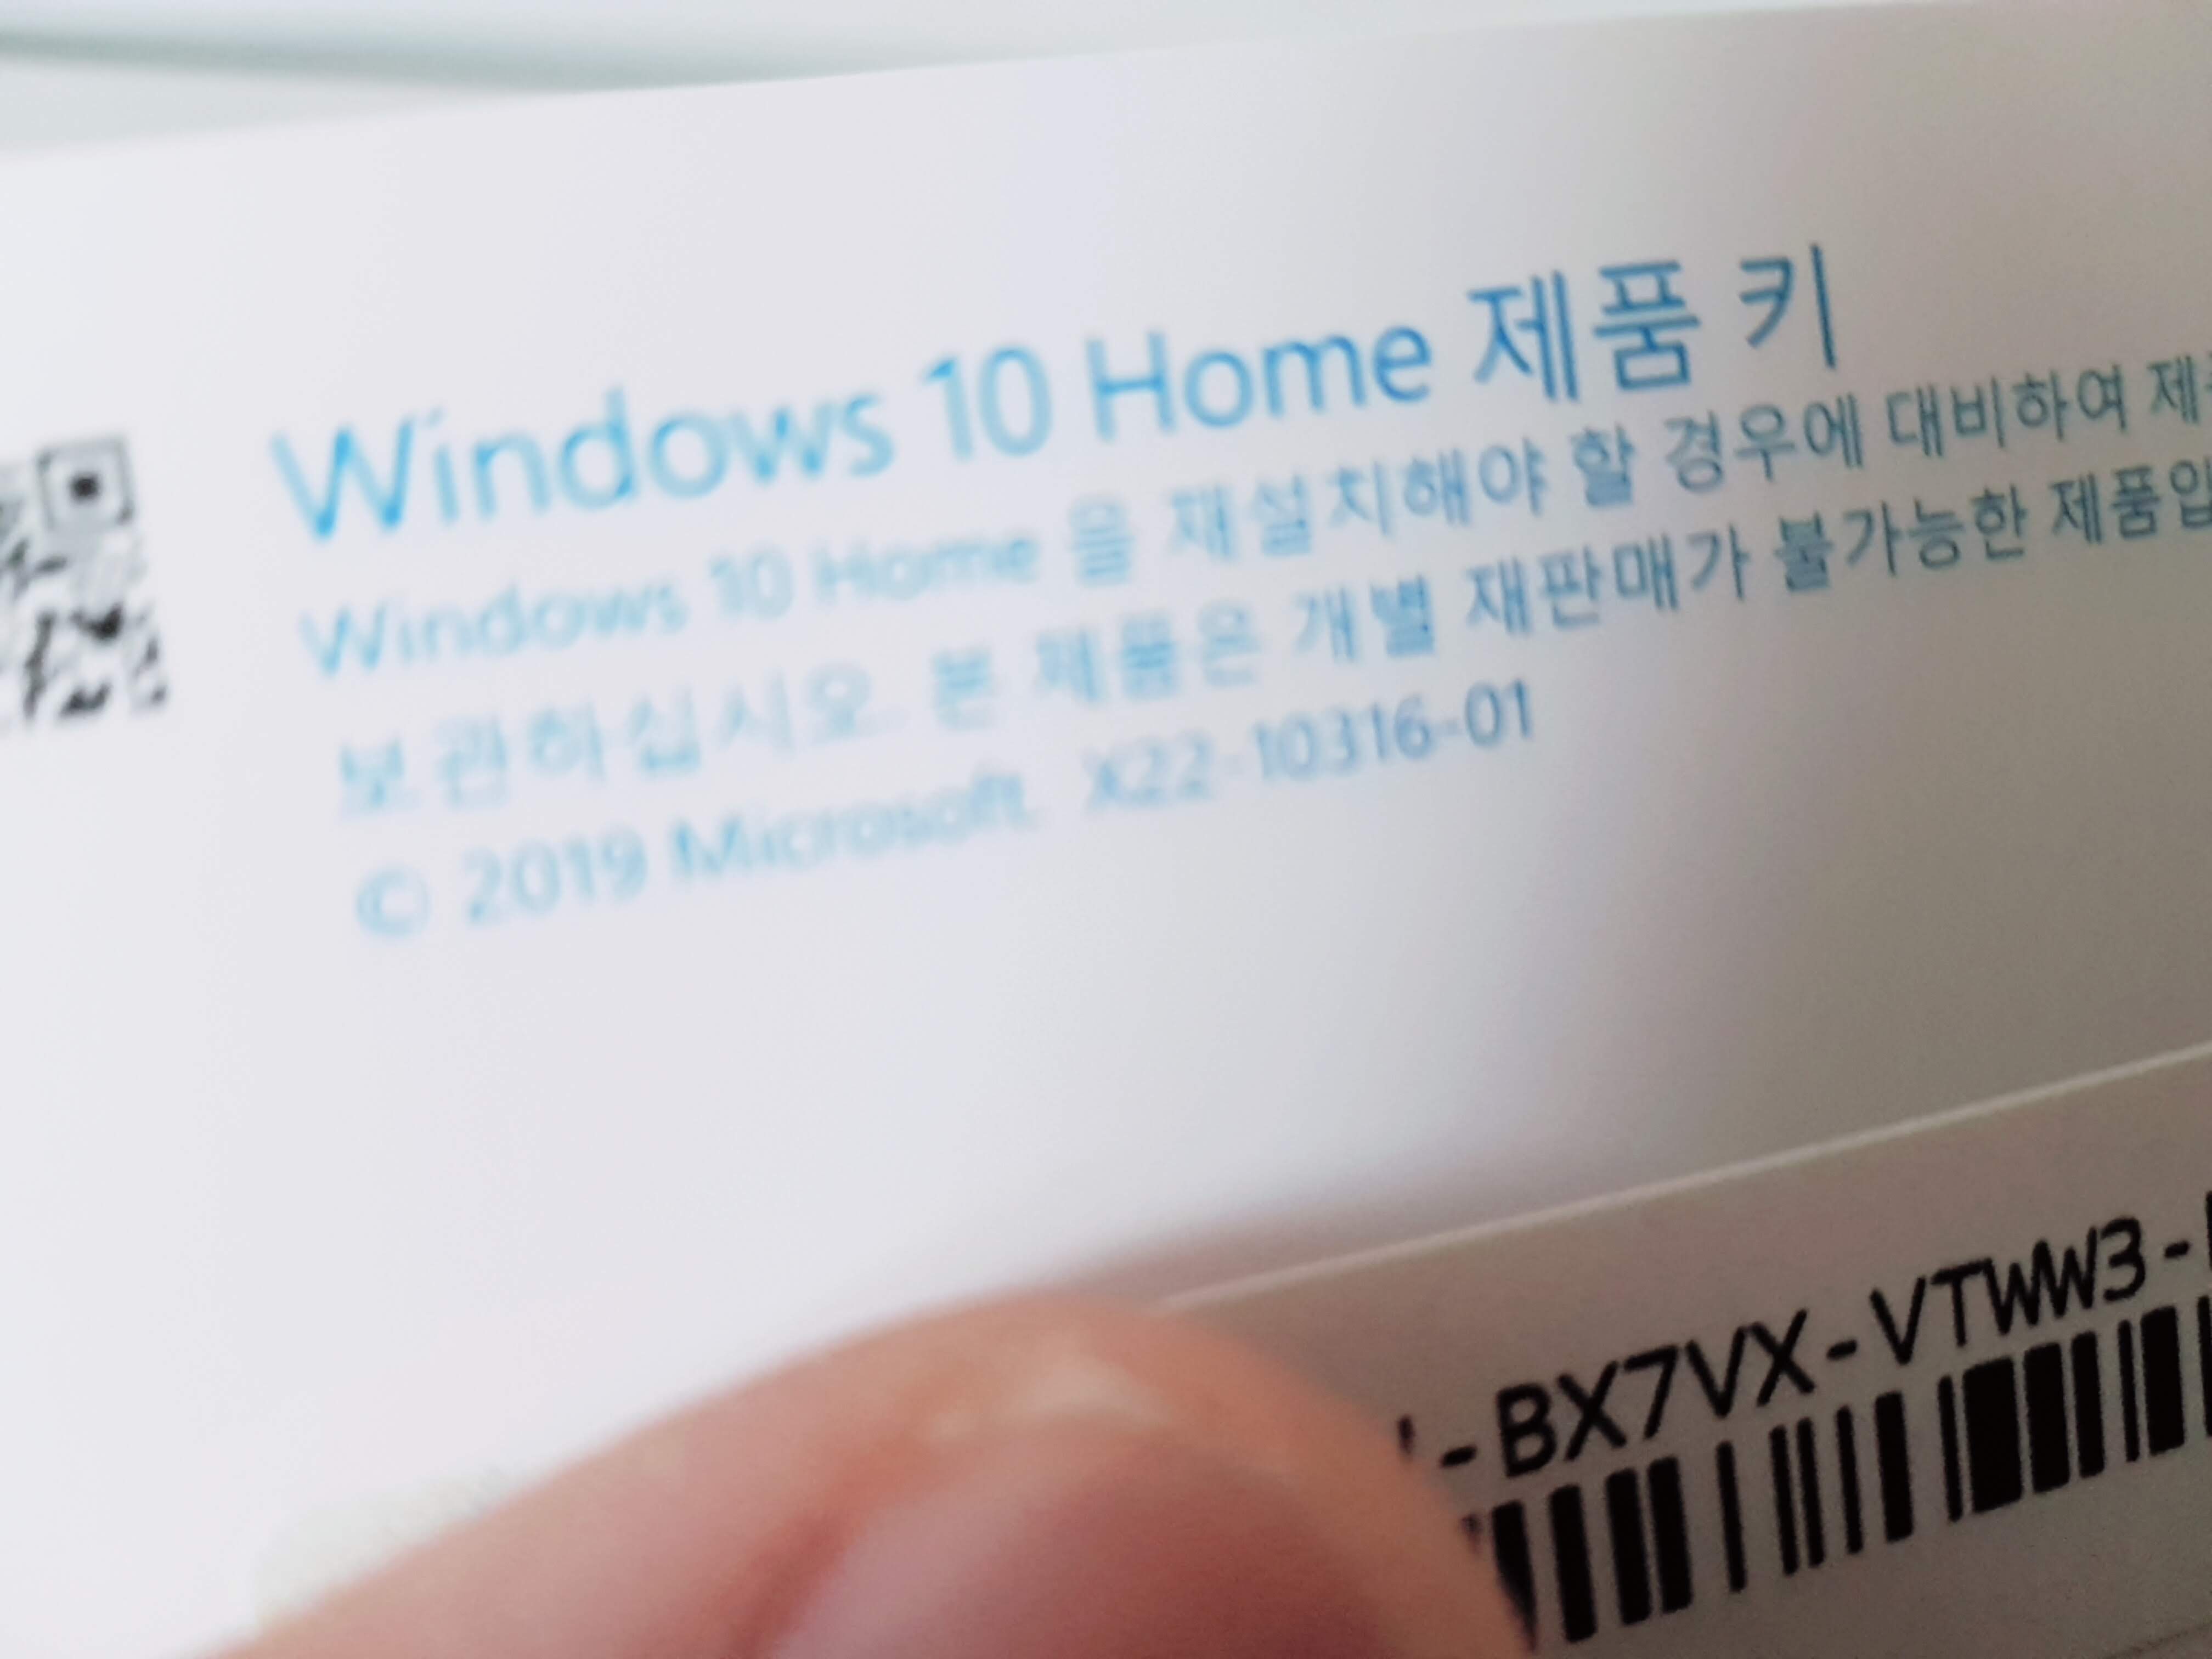 Windows 10 Home 제품 키
Windows 10 Home 을 재설치해야 할 경우에 대비하여
보관하십시오. 본 제품은 개별 재판매가 불가능한
© 2019 Microsoft. X22-10316-01
-BX7VX-VTWW3-